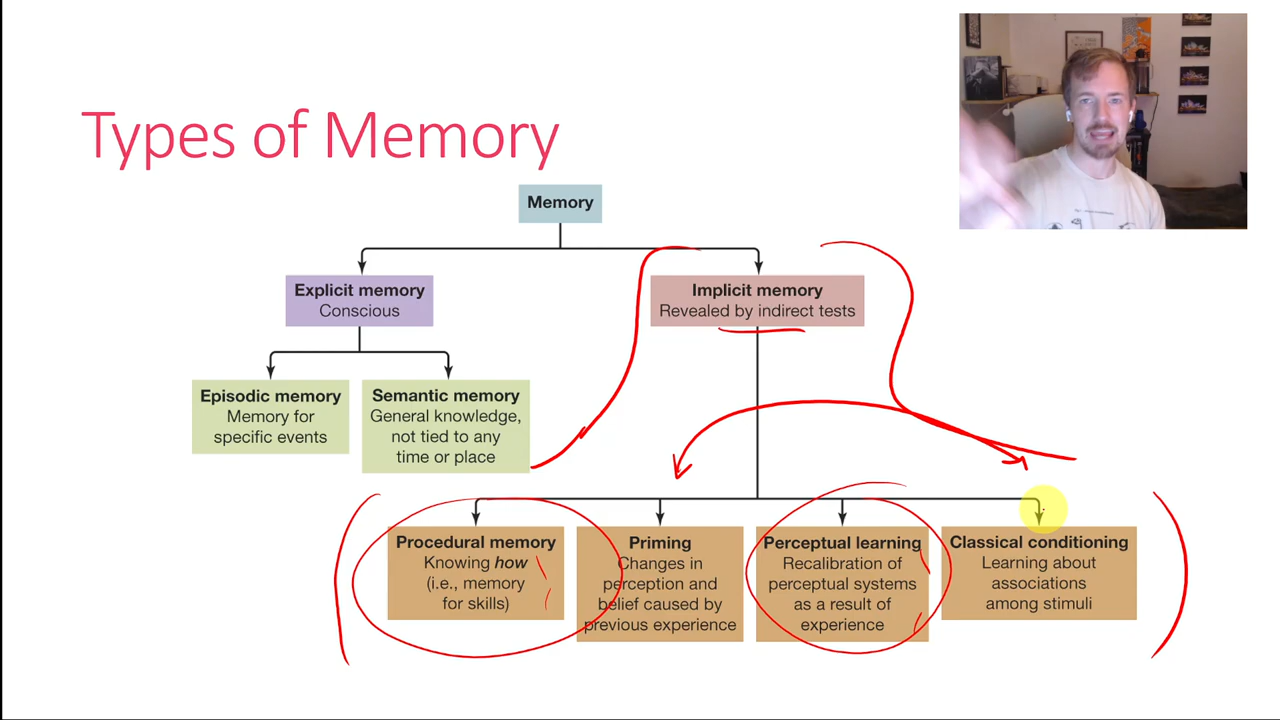 Types of Memory
Memory
Explicit memory
Conscious
Implicit memory
Revealed by indirect tests
Episodic memory
Memory for
specific events
Semantic memory
General knowledge,
not tied to any
time or place
Procedural memory
Knowing how
(i.e., memory
for skills)
Priming
Changes in
perception and
belief caused by
previous experience
Perceptual learning
Recalibration of
perceptual systems
as a result of
experience
Classical conditioning
Learning about
associations
among stimuli